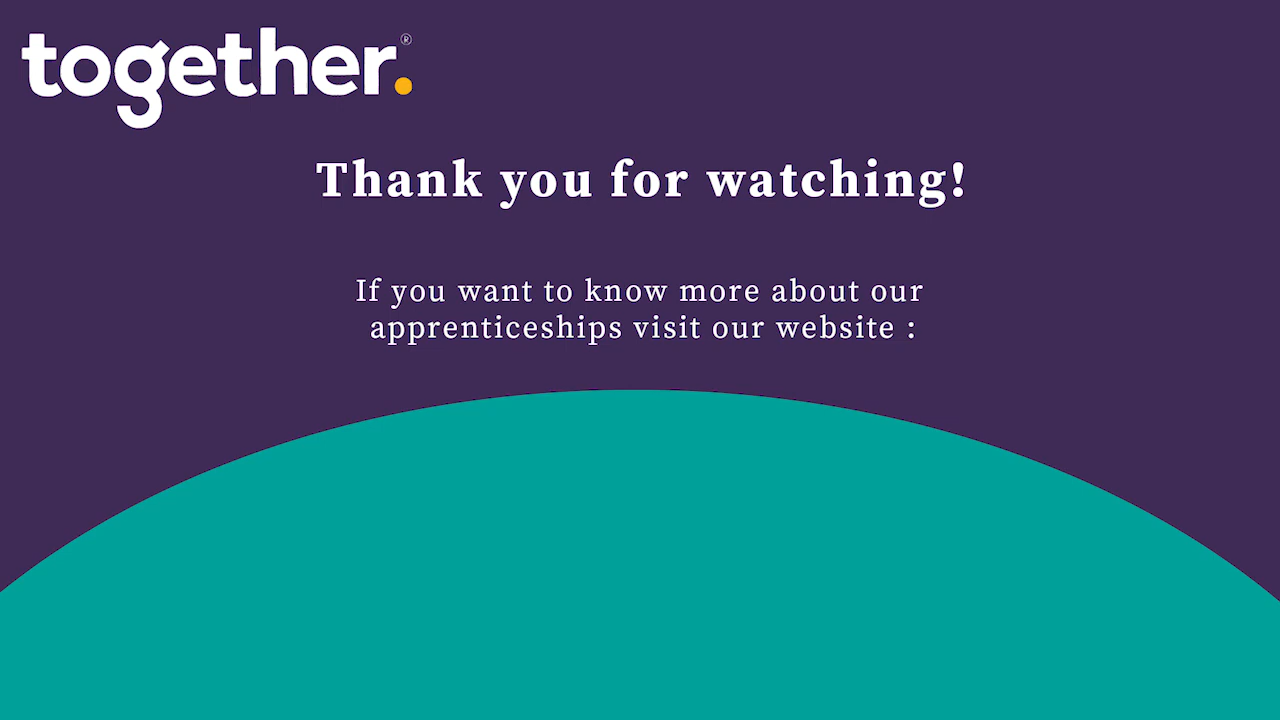 together.®
Thank you for watching!
If you want to know more about our
apprenticeships visit our website :